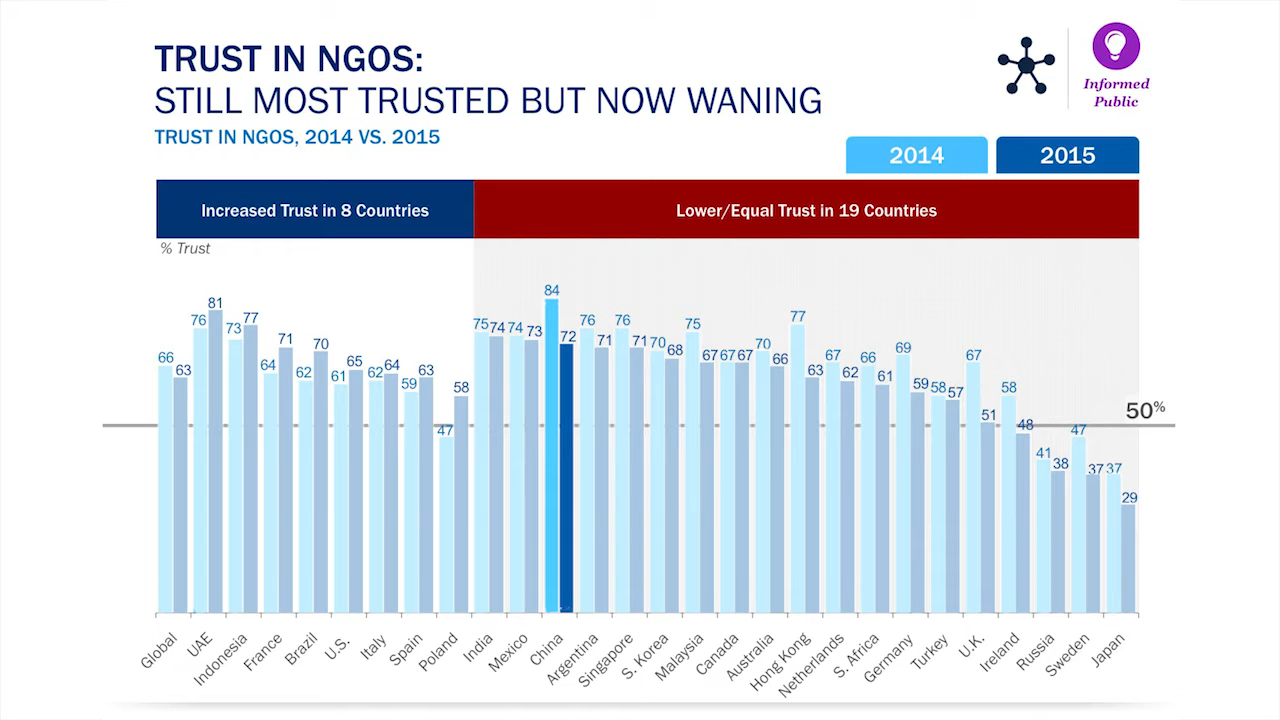 TRUST IN NGOS:
STILL MOST TRUSTED BUT NOW WANING
TRUST IN NGOS, 2014 VS. 2015
Informed
Public
2014 2015
Increased Trust in 8 Countries Lower/Equal Trust in 19 Countries
% Trust
66 63 76 81 73 77 64 71 62 70 61 65 62 64 59 63 47 58 75 74 74 73 84 72 76 71 76 71 70 68 75 67 67 67 70 66 77 63 67 62 66 61 69 59 58 57 67 51 58 48 41 38 47 37 37 29
50%
Global UAE Indonesia France Brazil U.S. Italy Spain Poland India Mexico China Argentina Singapore S. Korea Malaysia Canada Australia Hong Kong Netherlands S. Africa Germany Turkey U.K. Ireland Russia Sweden Japan